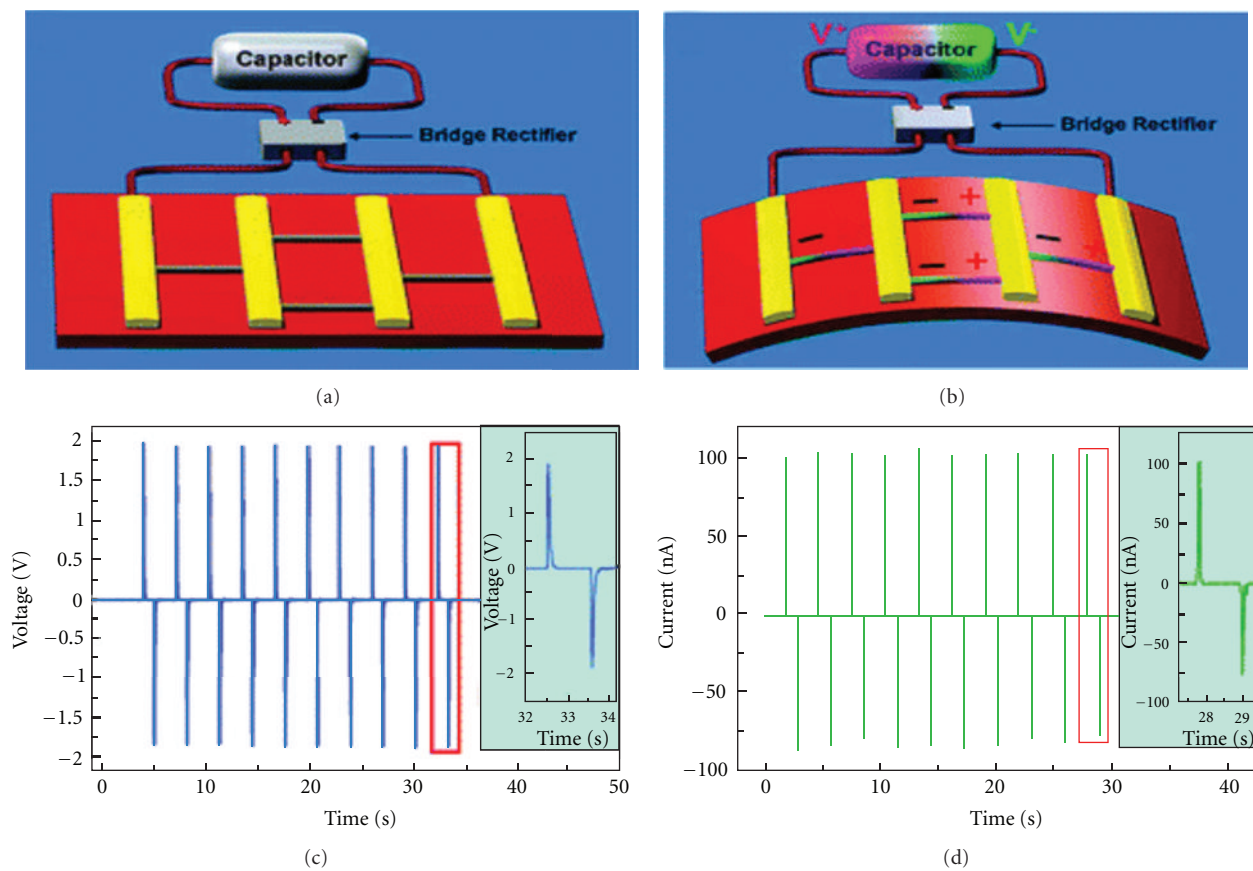 Capacitor
Bridge Rectifier
(a)
V+ Capacitor V-
Bridge Rectifier
− +
− − +
− +
(b)
2
1.5
1
0.5
0
−0.5
−1
−1.5
−2
Voltage (V)
0 10 20 30 40 50
Time (s)
2
1
0
−1
−2
Voltage (V)
32 33 34
Time (s)
(c)
100
50
0
−50
−100
Current (nA)
0 10 20 30 40
Time (s)
100
50
0
−50
−100
Current (nA)
28 29
Time (s)
(d)